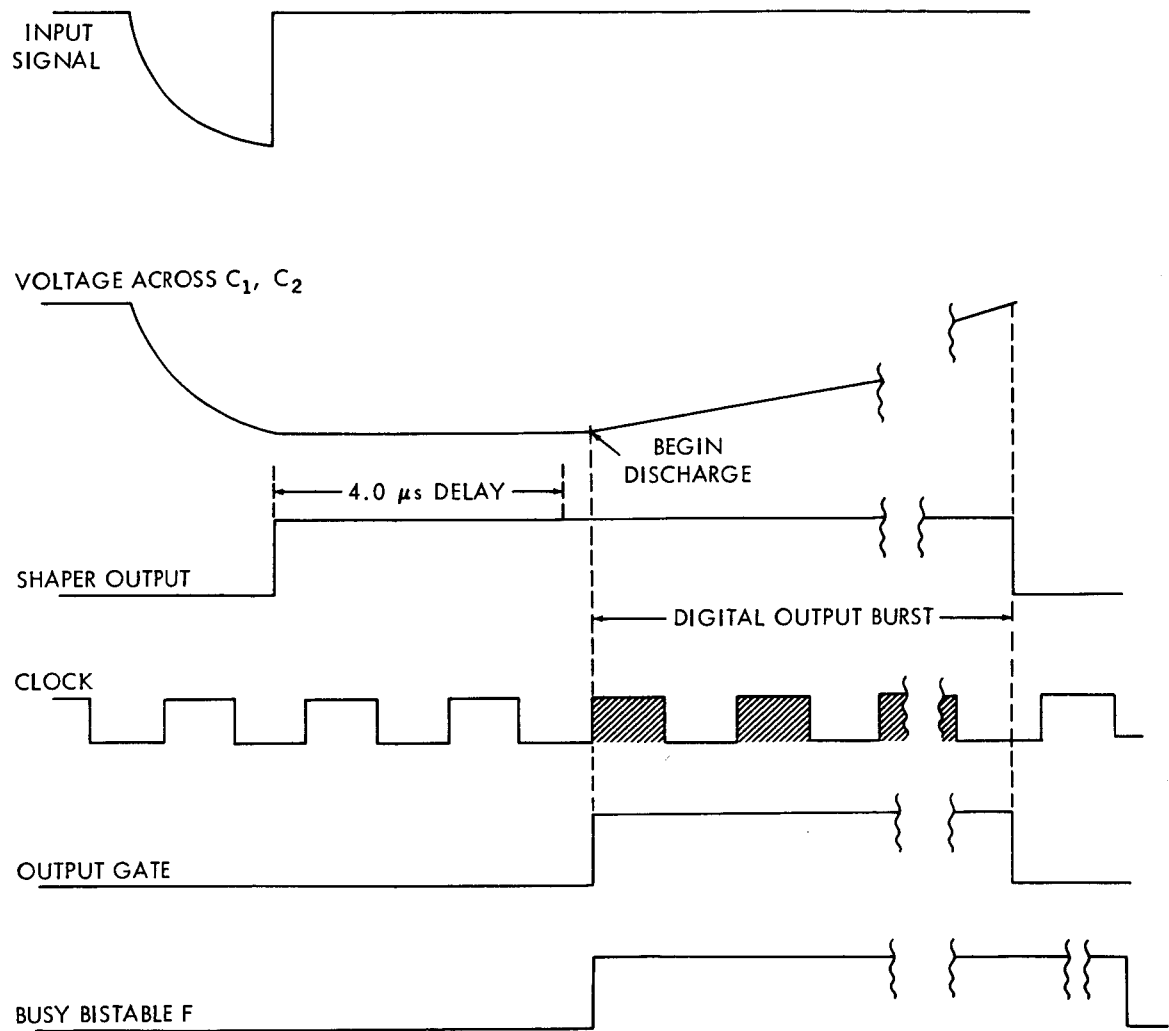 INPUT
SIGNAL
VOLTAGE ACROSS C₁, C₂
BEGIN
DISCHARGE
4.0 μs DELAY
SHAPER OUTPUT
DIGITAL OUTPUT BURST
CLOCK
OUTPUT GATE
BUSY BISTABLE F